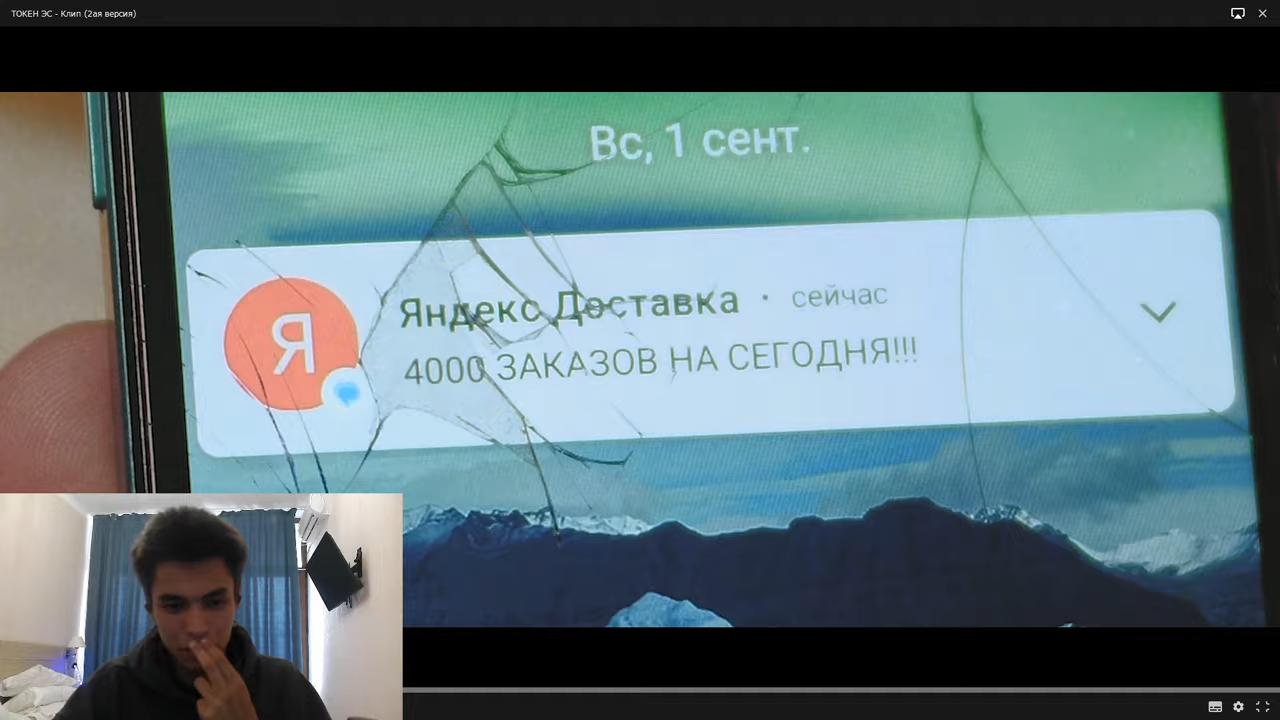 ТОКЕН ЭС - Клип (2ая версия)
Вс, 1 сент.
Я
Яндекс Доставка · сейчас
4000 ЗАКАЗОВ НА СЕГОДНЯ!!!